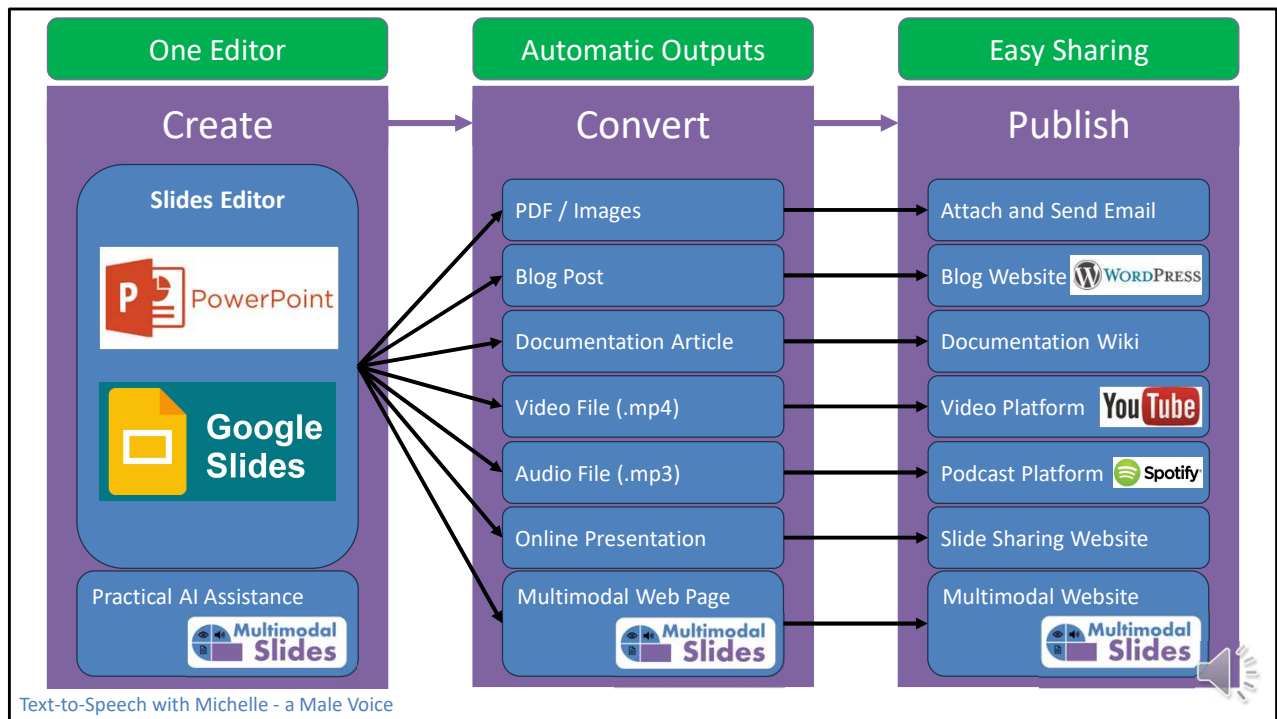 One Editor
Automatic Outputs
Easy Sharing
Create
Convert
Publish
Slides Editor
P
PowerPoint
Google
Slides
Practical AI Assistance
Multimodal
Slides
PDF / Images
Blog Post
Documentation Article
Video File (.mp4)
Audio File (.mp3)
Online Presentation
Multimodal Web Page
Multimodal
Slides
Attach and Send Email
Blog Website
W WORDPRESS
Documentation Wiki
Video Platform
YouTube
Podcast Platform
Spotify
Slide Sharing Website
Multimodal Website
Multimodal
Slides
Text-to-Speech with Michelle - a Male Voice